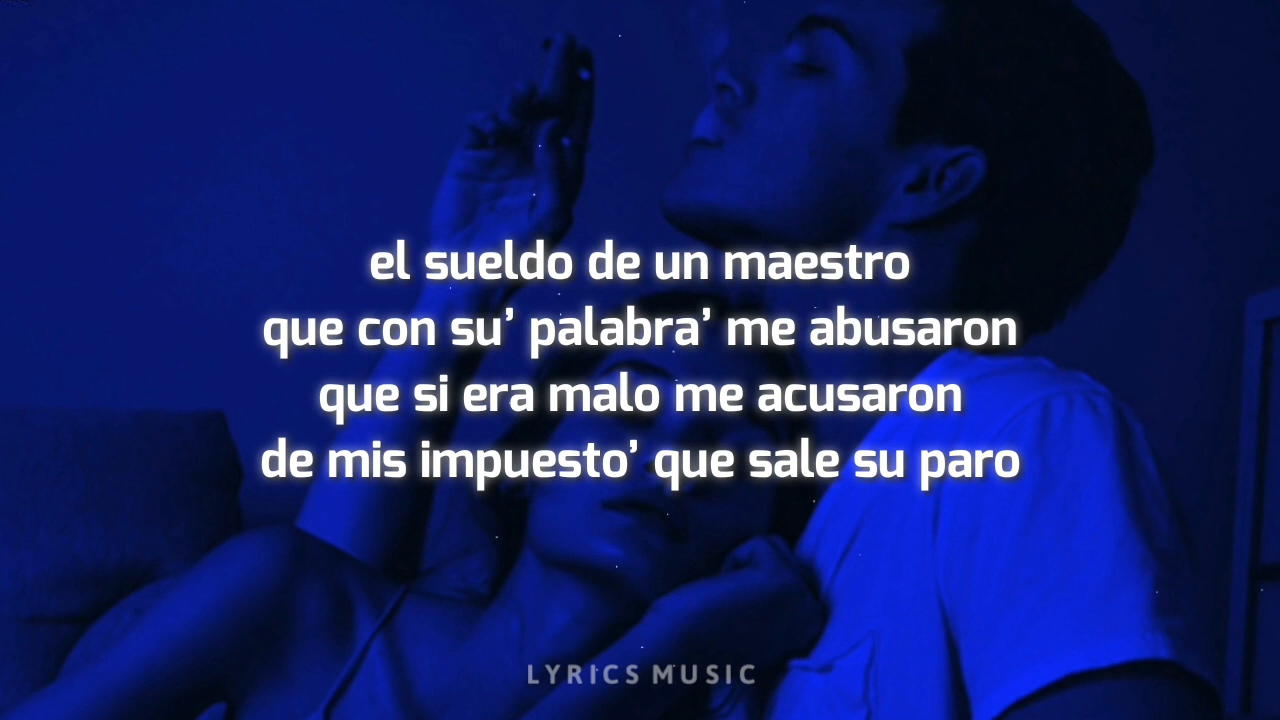 el sueldo de un maestro
que con su’ palabra’ me abusaron
que si era malo me acusaron
de mis impuesto’ que sale su paro
LYRICS MUSIC